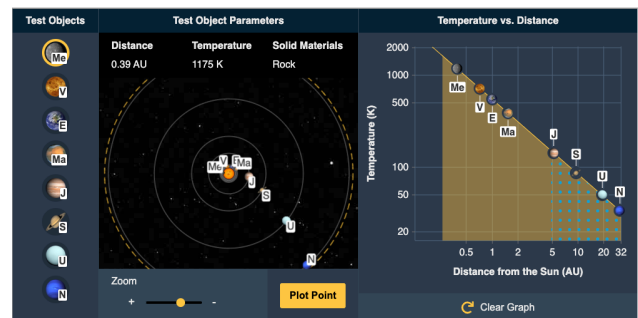 Test Objects
Me
V
E
Ma
J
S
U
N
Test Object Parameters
Distance Temperature Solid Materials
0.39 AU 1175 K Rock
Me V E Ma
J
S
U
N
Zoom
+ -
Plot Point
Temperature vs. Distance
Temperature (K)
2000
1000
500
100
50
20
Me
V
E
Ma
J
S
U
N
0.5 1 2 5 10 20 32
Distance from the Sun (AU)
Clear Graph